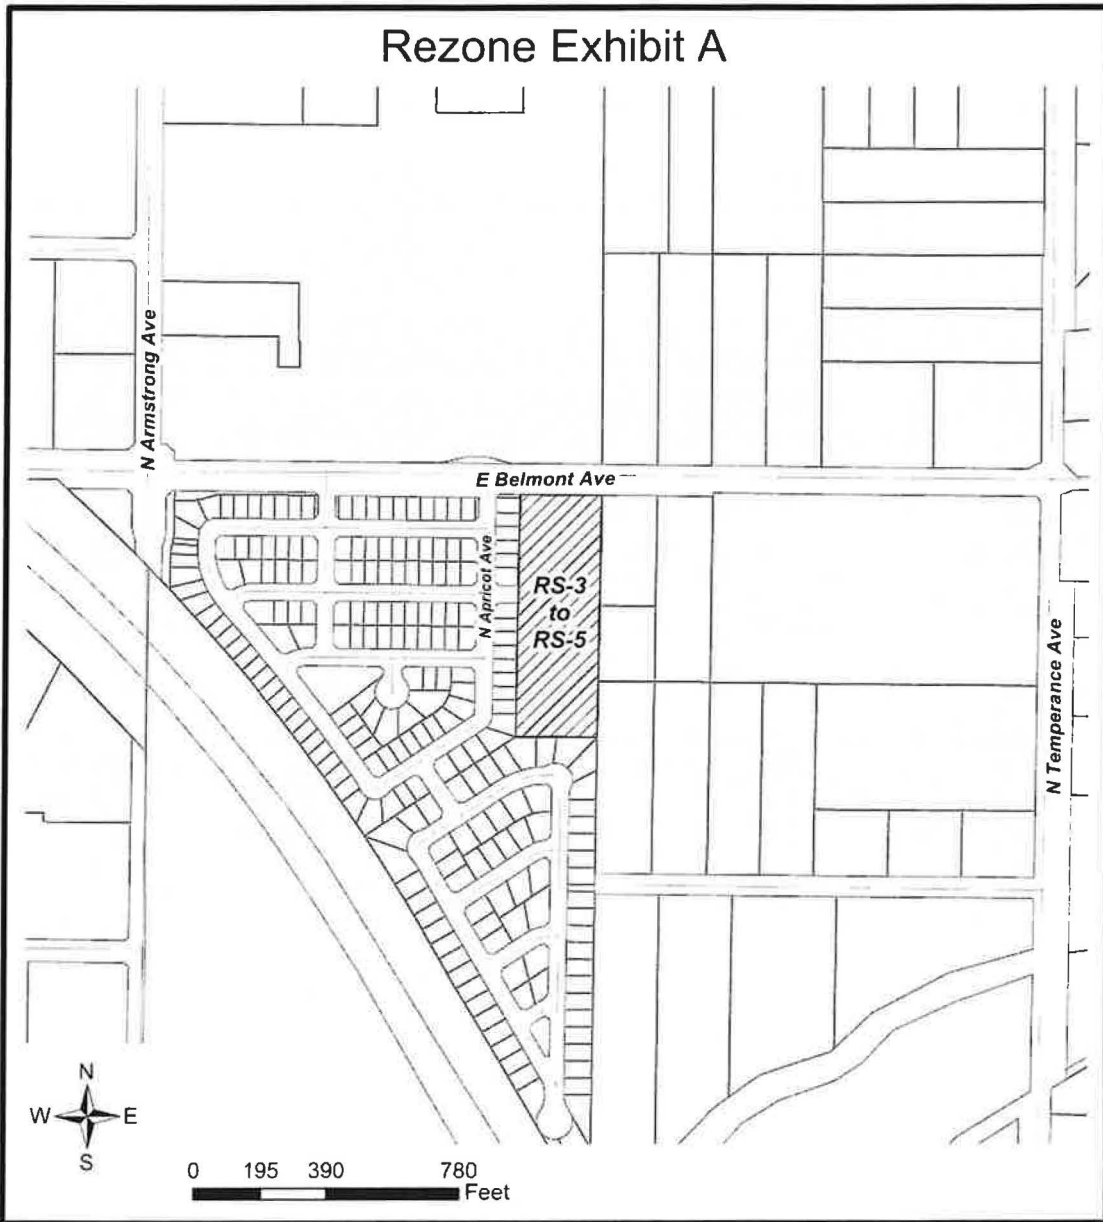 Rezone Exhibit A
N Armstrong Ave
E Belmont Ave
N Apricot Ave
RS-3
to
RS-5
N Temperance Ave
N
W E
S
0 195 390 780
Feet